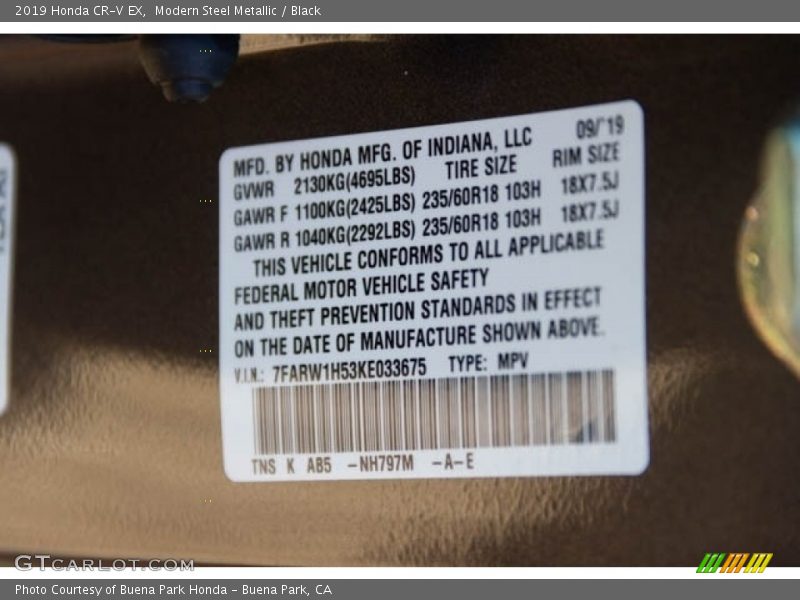 2019 Honda CR-V EX, Modern Steel Metallic / Black
MFD. BY HONDA MFG. OF INDIANA, LLC 09/'19
GVWR 2130KG(4695LBS) TIRE SIZE RIM SIZE
GAWR F 1100KG(2425LBS) 235/60R18 103H 18X7.5J
GAWR R 1040KG(2292LBS) 235/60R18 103H 18X7.5J
THIS VEHICLE CONFORMS TO ALL APPLICABLE
FEDERAL MOTOR VEHICLE SAFETY
AND THEFT PREVENTION STANDARDS IN EFFECT
ON THE DATE OF MANUFACTURE SHOWN ABOVE.
V.I.N.: 7FARW1H53KE033675 TYPE: MPV
TNS K AB5 -NH797M -A-E
GTCARLOT.COM
Photo Courtesy of Buena Park Honda - Buena Park, CA